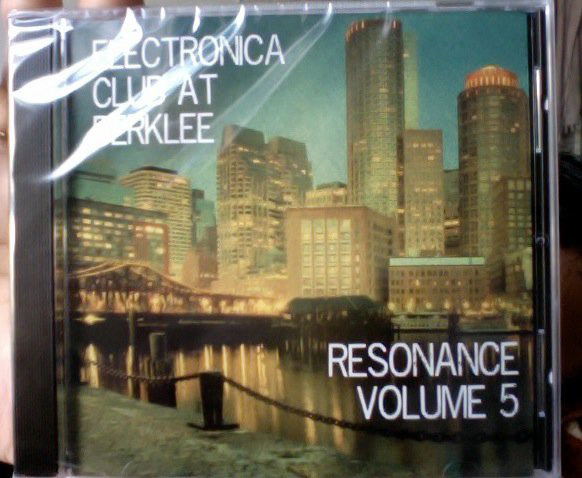 ELECTRONICA
CLUB AT
BERKLEE
RESONANCE
VOLUME 5